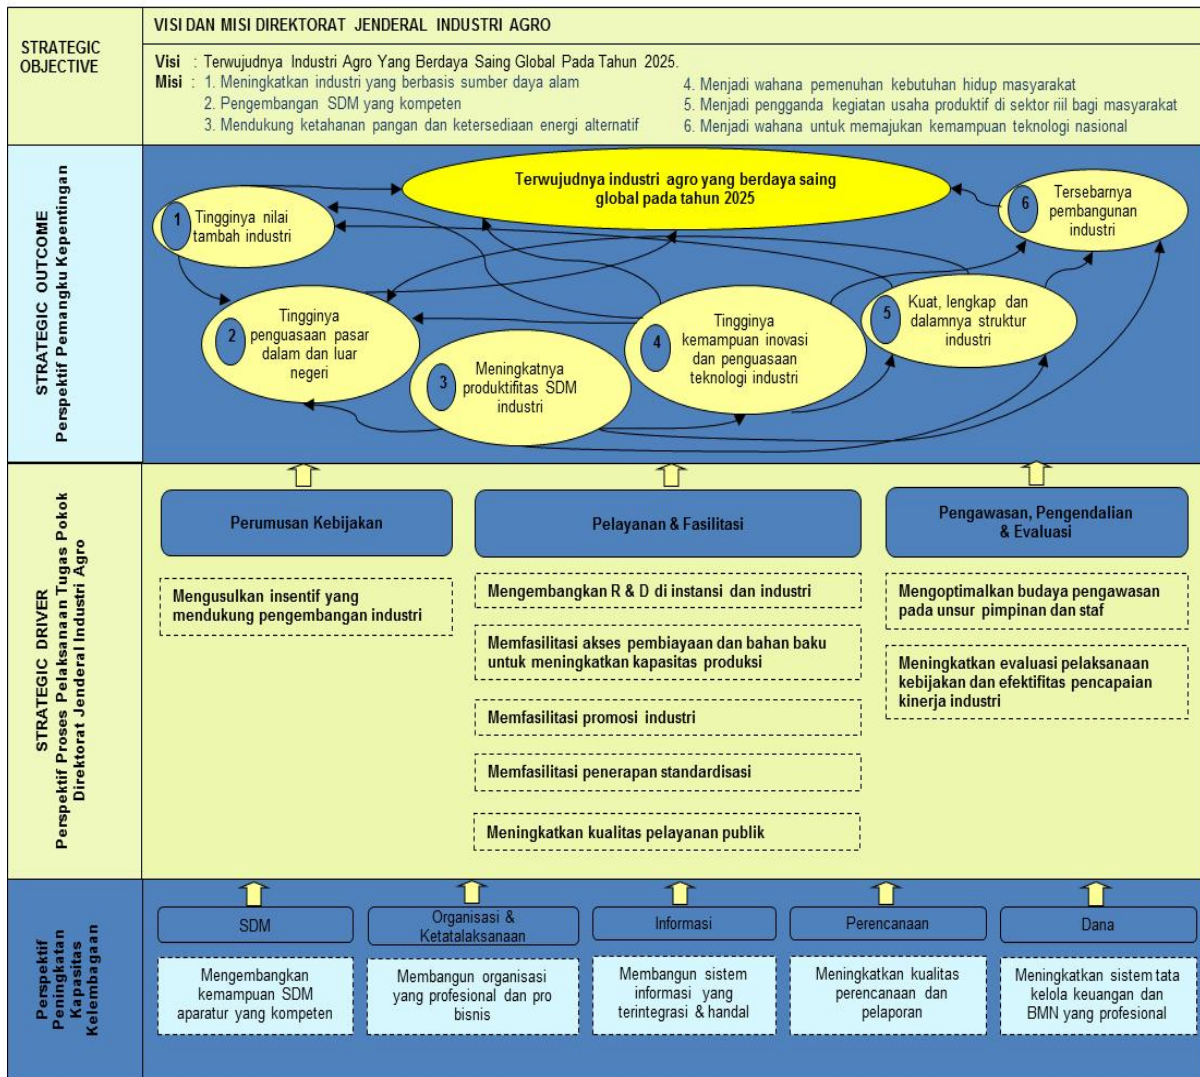 STRATEGIC
OBJECTIVE
VISI DAN MISI DIREKTORAT JENDERAL INDUSTRI AGRO
Visi : Terwujudnya Industri Agro Yang Berdaya Saing Global Pada Tahun 2025.
Misi : 1. Meningkatkan industri yang berbasis sumber daya alam
2. Pengembangan SDM yang kompeten
3. Mendukung ketahanan pangan dan ketersediaan energi alternatif
4. Menjadi wahana pemenuhan kebutuhan hidup masyarakat
5. Menjadi pengganda kegiatan usaha produktif di sektor riil bagi masyarakat
6. Menjadi wahana untuk memajukan kemampuan teknologi nasional
STRATEGIC OUTCOME
Perspektif Pemangku Kepentingan
Terwujudnya industri agro yang berdaya saing
global pada tahun 2025
1
Tingginya nilai
tambah industri
2
Tingginya
penguasaan pasar
dalam dan luar
negeri
3
Meningkatnya
produktifitas SDM
industri
4
Tingginya
kemampuan inovasi
dan penguasaan
teknologi industri
5
Kuat, lengkap dan
dalamnya struktur
industri
6
Tersebarnya
pembangunan
industri
STRATEGIC DRIVER
Perspektif Proses Pelaksanaan Tugas Pokok
Direktorat Jenderal Industri Agro
Perumusan Kebijakan
Mengusulkan insentif yang
mendukung pengembangan industri
Pelayanan & Fasilitasi
Mengembangkan R & D di instansi dan industri
Memfasilitasi akses pembiayaan dan bahan baku
untuk meningkatkan kapasitas produksi
Memfasilitasi promosi industri
Memfasilitasi penerapan standardisasi
Meningkatkan kualitas pelayanan publik
Pengawasan, Pengendalian
& Evaluasi
Mengoptimalkan budaya pengawasan
pada unsur pimpinan dan staf
Meningkatkan evaluasi pelaksanaan
kebijakan dan efektifitas pencapaian
kinerja industri
Perspektif
Peningkatan
Kapasitas
Kelembagaan
SDM
Mengembangkan
kemampuan SDM
aparatur yang kompeten
Organisasi &
Ketatalaksanaan
Membangun organisasi
yang profesional dan pro
bisnis
Informasi
Membangun sistem
informasi yang
terintegrasi & handal
Perencanaan
Meningkatkan kualitas
perencanaan dan
pelaporan
Dana
Meningkatkan sistem tata
kelola keuangan dan
BMN yang profesional